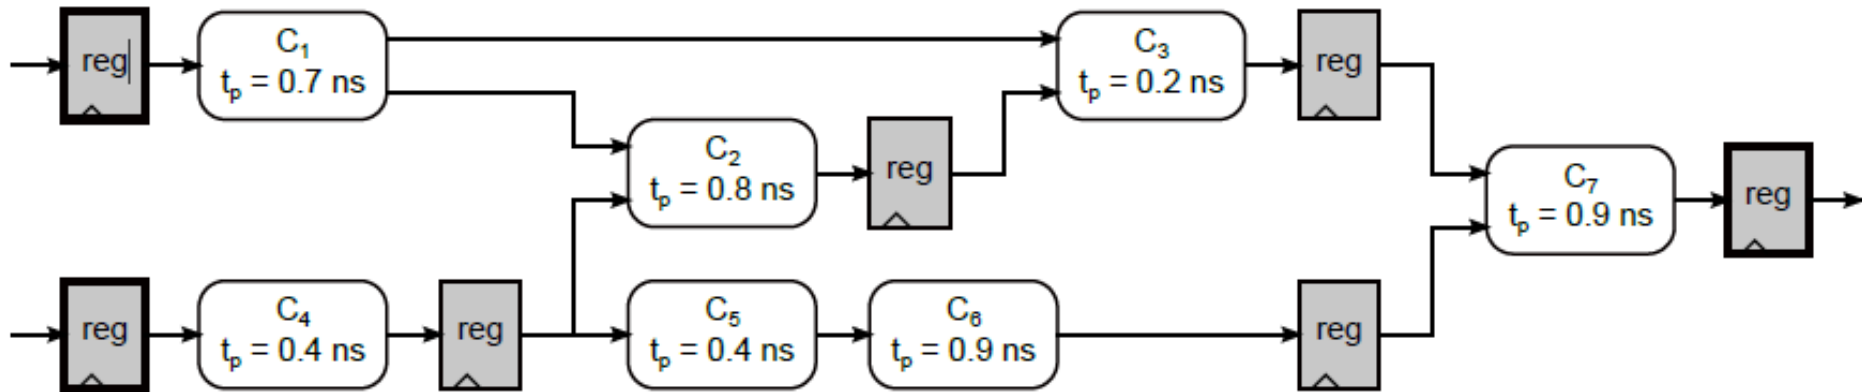 reg
C₁
tₚ = 0.7 ns
C₃
tₚ = 0.2 ns
reg
C₂
tₚ = 0.8 ns
reg
C₇
tₚ = 0.9 ns
reg
reg
C₄
tₚ = 0.4 ns
reg
C₅
tₚ = 0.4 ns
C₆
tₚ = 0.9 ns
reg